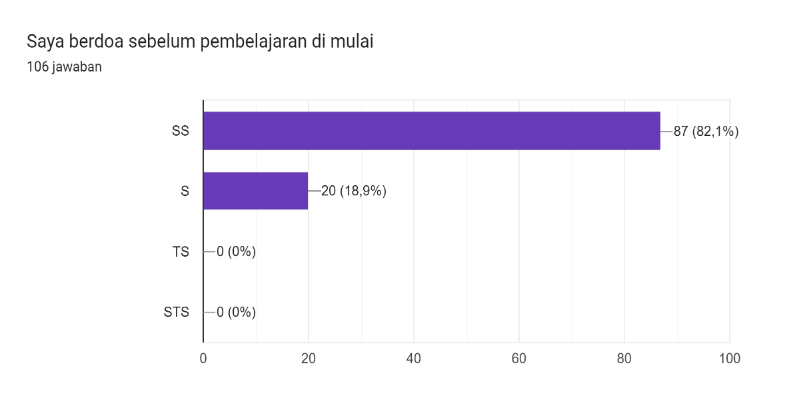 Saya berdoa sebelum pembelajaran di mulai
106 jawaban
SS 87 (82,1%)
S 20 (18,9%)
TS 0 (0%)
STS 0 (0%)
0 20 40 60 80 100